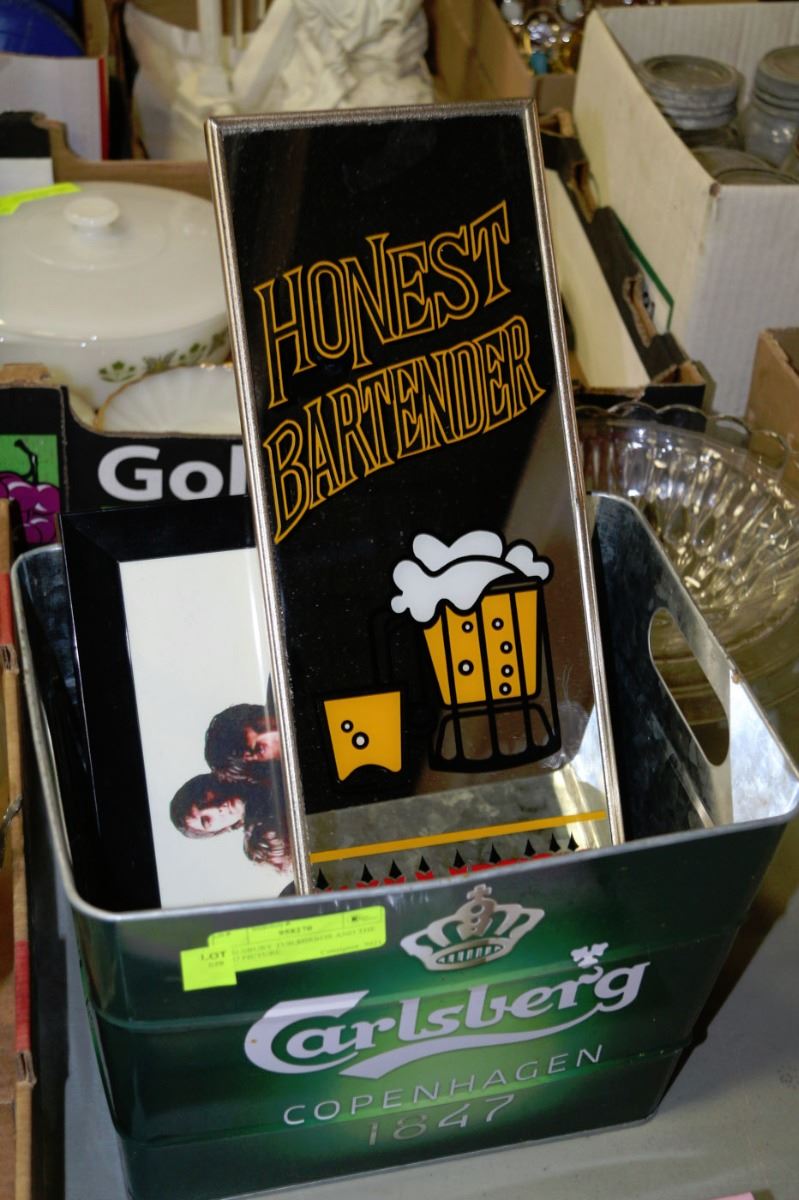 HONEST
BARTENDER
Gol
LOT
Carlsberg
COPENHAGEN
1847